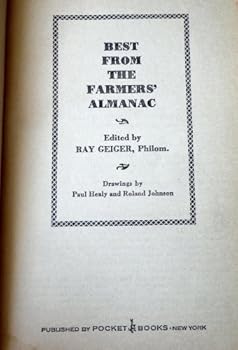 BEST
FROM
THE
FARMERS'
ALMANAC
Edited by
RAY GEIGER, Philom.
Drawings by
Paul Healy and Roland Johnson
PUBLISHED BY POCKET BOOKS • NEW YORK